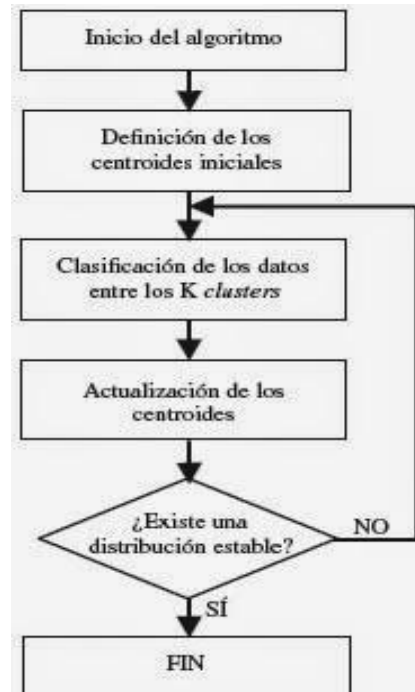 Inicio del algoritmo
Definición de los
centroides iniciales
Clasificación de los datos
entre los K clusters
Actualización de los
centroides
¿Existe una
distribución estable?
NO
SÍ
FIN